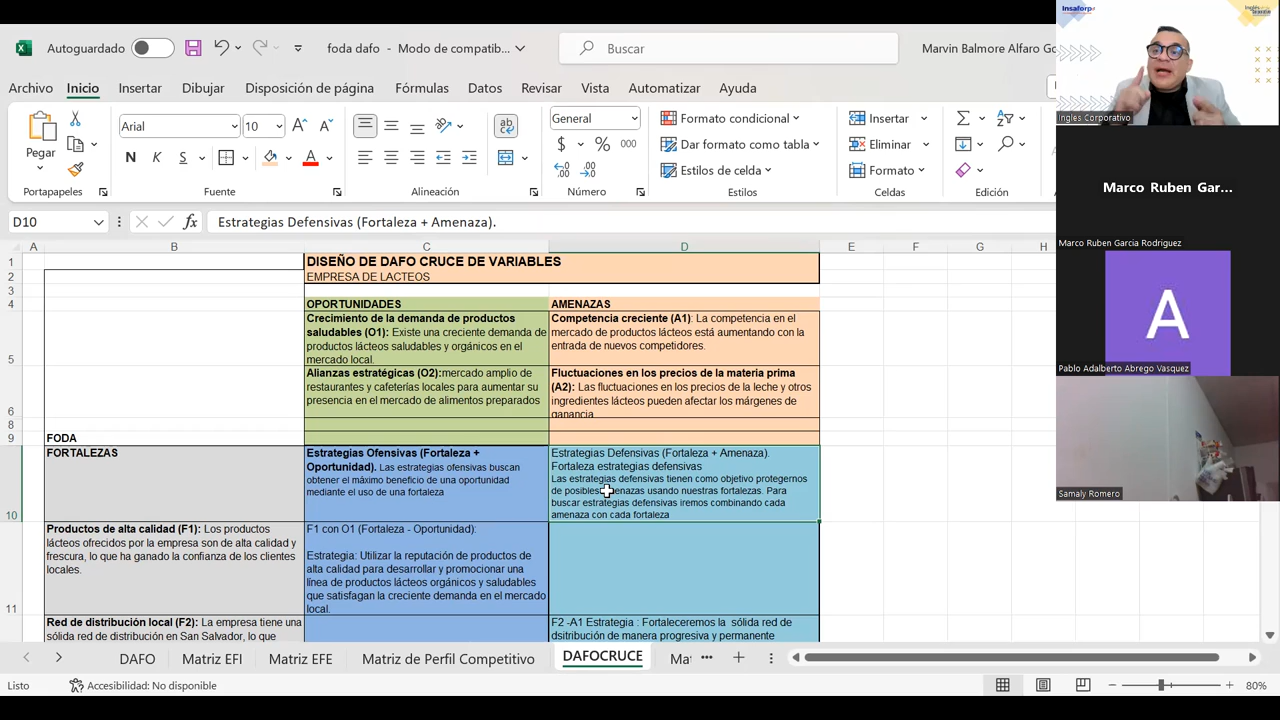 Autoguardado
foda dafo - Modo de compatib...
Buscar
Marvin Balmore Alfaro Go
Archivo Inicio Insertar Dibujar Disposición de página Fórmulas Datos Revisar Vista Automatizar Ayuda
Pegar
Arial 10
N K S
General
$ % 000
Formato condicional
Dar formato como tabla
Estilos de celda
Insertar
Eliminar
Formato
Portapapeles Fuente Alineación Número Estilos Celdas Edición
D10 fx Estrategias Defensivas (Fortaleza + Amenaza).
A B C D E F G H
1 DISEÑO DE DAFO CRUCE DE VARIABLES
2 EMPRESA DE LACTEOS
3
4 OPORTUNIDADES AMENAZAS
Crecimiento de la demanda de productos
saludables (O1): Existe una creciente demanda de
productos lácteos saludables y orgánicos en el
mercado local.
Competencia creciente (A1): La competencia en el
mercado de productos lácteos está aumentando con la
entrada de nuevos competidores.
5
Alianzas estratégicas (O2):mercado amplio de
restaurantes y cafeterías locales para aumentar su
presencia en el mercado de alimentos preparados
Fluctuaciones en los precios de la materia prima
(A2): Las fluctuaciones en los precios de la leche y otros
ingredientes lácteos pueden afectar los márgenes de
ganancia
6
8
9 FODA
FORTALEZAS
Estrategias Ofensivas (Fortaleza +
Oportunidad). Las estrategias ofensivas buscan
obtener el máximo beneficio de una oportunidad
mediante el uso de una fortaleza
Estrategias Defensivas (Fortaleza + Amenaza).
Fortaleza estrategias defensivas
Las estrategias defensivas tienen como objetivo protegernos
de posibles amenazas usando nuestras fortalezas. Para
buscar estrategias defensivas iremos combinando cada
amenaza con cada fortaleza
10
Productos de alta calidad (F1): Los productos
lácteos ofrecidos por la empresa son de alta calidad y
frescura, lo que ha ganado la confianza de los clientes
locales.
F1 con O1 (Fortaleza - Oportunidad):
Estrategia: Utilizar la reputación de productos de
alta calidad para desarrollar y promocionar una
línea de productos lácteos orgánicos y saludables
que satisfagan la creciente demanda en el mercado
local.
11
Red de distribución local (F2): La empresa tiene una
sólida red de distribución en San Salvador, lo que
F2 -A1 Estrategia : Fortaleceremos la sólida red de
dsitribución de manera progresiva y permanente
DAFO Matriz EFI Matriz EFE Matriz de Perfil Competitivo DAFOCRUCE Ma
Listo Accesibilidad: No disponible 80%
Insaforp
Ingles Corporativo
Marco Ruben Gar...
Marco Ruben Garcia Rodriguez
A
Pablo Adalberto Abrego Vasquez
Samaly Romero